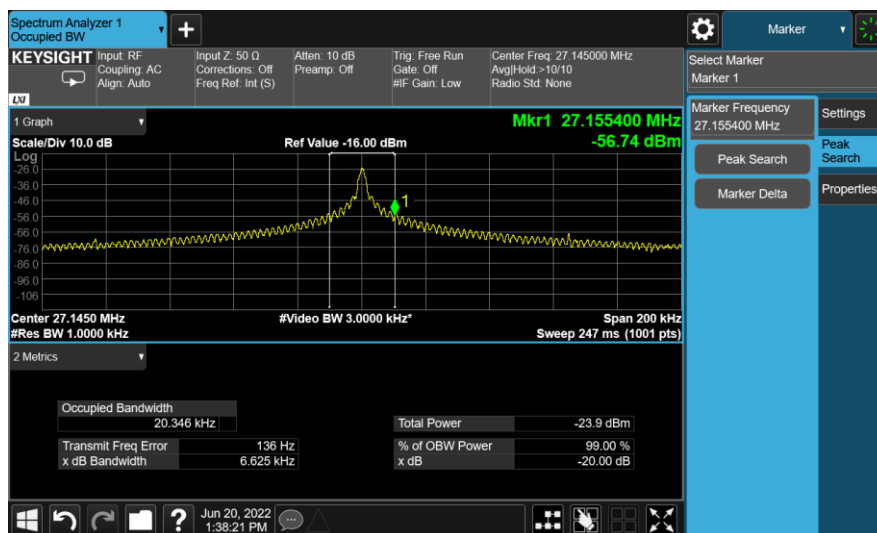 Spectrum Analyzer 1
Occupied BW
Marker
KEYSIGHT
Input: RF
Coupling: AC
Align: Auto
Input Z: 50 Ω
Corrections: Off
Freq Ref: Int (S)
Atten: 10 dB
Preamp: Off
Trig: Free Run
Gate: Off
#IF Gain: Low
Center Freq: 27.145000 MHz
Avg|Hold:>10/10
Radio Std: None
LXI
Select Marker
Marker 1
Marker Frequency
27.155400 MHz
Peak Search
Marker Delta
Settings
Peak
Search
Properties
1 Graph
Mkr1 27.155400 MHz
Scale/Div 10.0 dB
Ref Value -16.00 dBm
-56.74 dBm
Log
-26.0
-36.0
-46.0
-56.0
-66.0
-76.0
-86.0
-96.0
-106
1
Center 27.1450 MHz
#Video BW 3.0000 kHz*
Span 200 kHz
#Res BW 1.0000 kHz
Sweep 247 ms (1001 pts)
2 Metrics
Occupied Bandwidth
20.346 kHz
Total Power -23.9 dBm
Transmit Freq Error 136 Hz
% of OBW Power 99.00 %
x dB Bandwidth 6.625 kHz
x dB -20.00 dB
?
Jun 20, 2022
1:38:21 PM